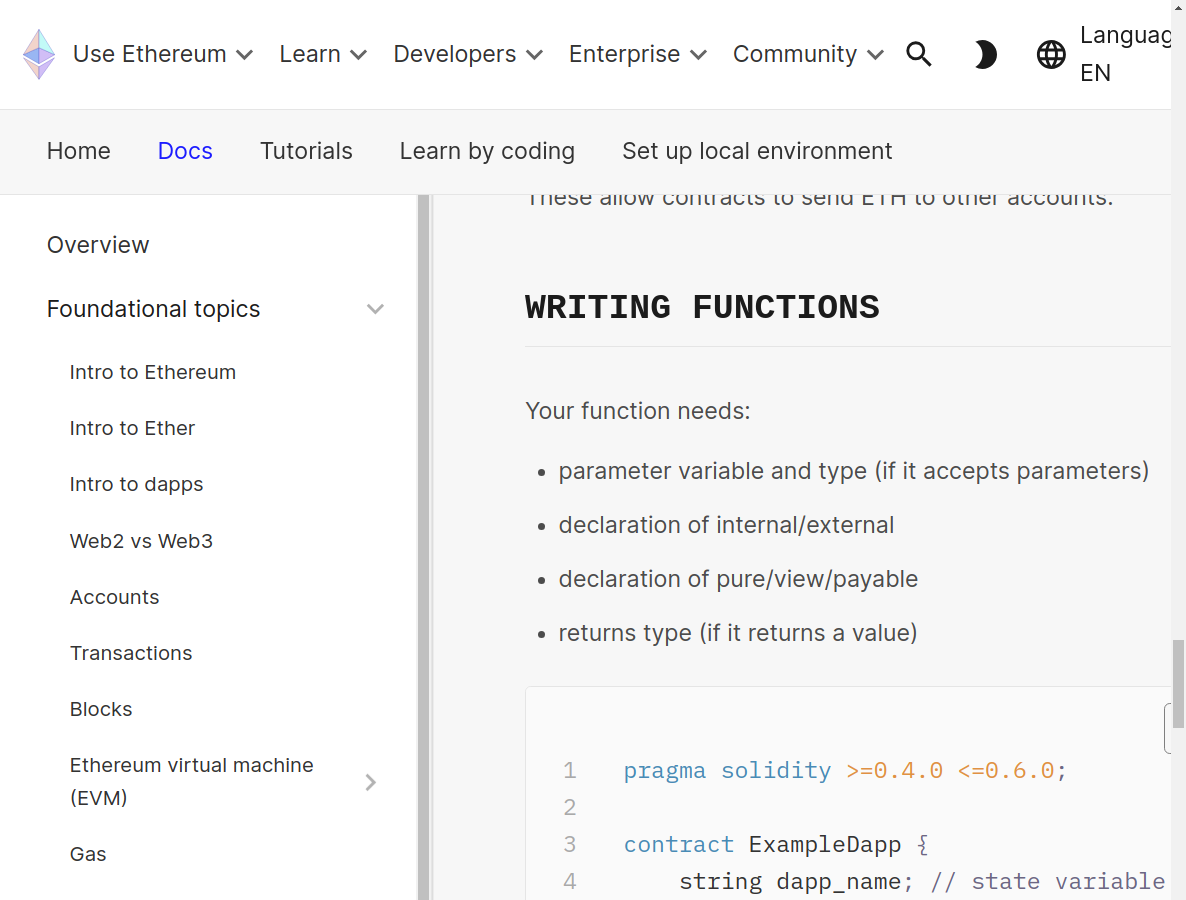 Use Ethereum Learn Developers Enterprise Community
Languag
EN
Home Docs Tutorials Learn by coding Set up local environment
These allow contracts to send ETH to other accounts.
Overview
Foundational topics
Intro to Ethereum
Intro to Ether
Intro to dapps
Web2 vs Web3
Accounts
Transactions
Blocks
Ethereum virtual machine
(EVM)
Gas
WRITING FUNCTIONS
Your function needs:
parameter variable and type (if it accepts parameters)
declaration of internal/external
declaration of pure/view/payable
returns type (if it returns a value)
1 pragma solidity >=0.4.0 <=0.6.0;
2
3 contract ExampleDapp {
4 string dapp_name; // state variable